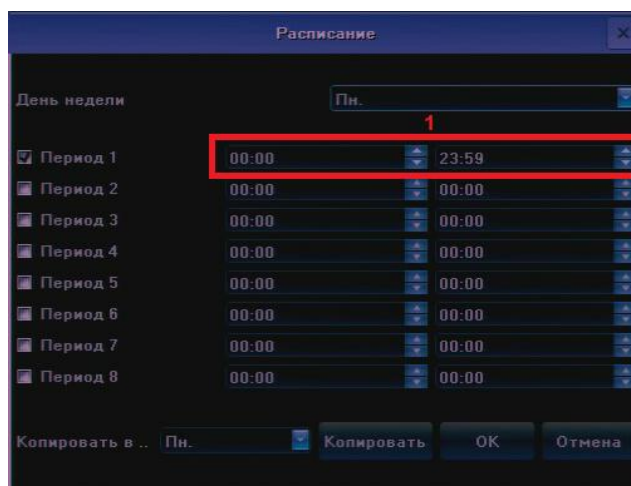 Расписание
День недели Пн.
1
Период 1 00:00 23:59
Период 2 00:00 00:00
Период 3 00:00 00:00
Период 4 00:00 00:00
Период 5 00:00 00:00
Период 6 00:00 00:00
Период 7 00:00 00:00
Период 8 00:00 00:00
Копировать в .. Пн. Копировать ОК Отмена